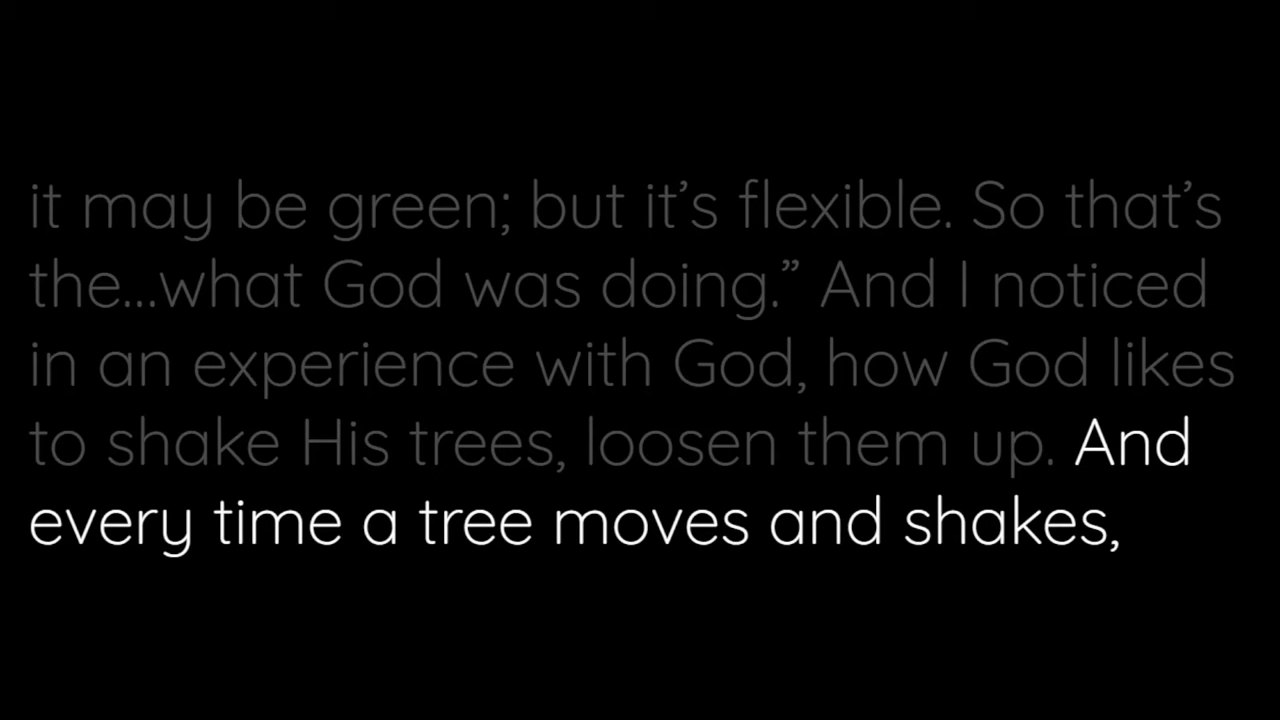 it may be green; but it’s flexible. So that’s
the...what God was doing.” And I noticed
in an experience with God, how God likes
to shake His trees, loosen them up. And
every time a tree moves and shakes,